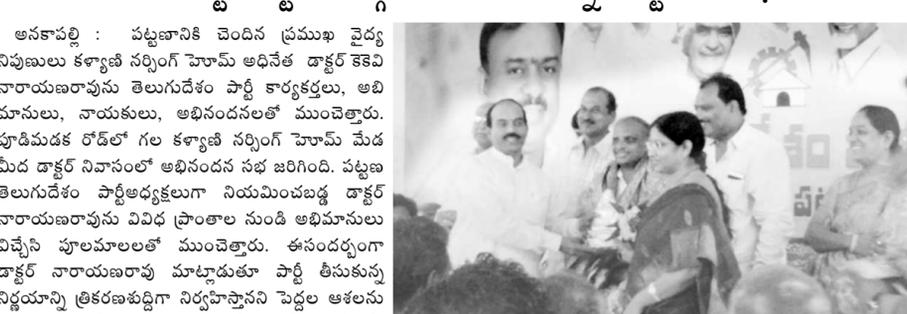 అనకాపల్లి : పట్టణానికి చెందిన ప్రముఖ వైద్య
నిపుణులు కళ్యాణి నర్సింగ్ హెూమ్ అధినేత డాక్టర్ కెకెవి
నారాయణరావును తెలుగుదేశం పార్టీ కార్యకర్తలు, అభి
మానులు, నాయకులు, అభినందనలతో ముంచెత్తారు.
పూడిమడక రోడ్‌లో గల కళ్యాణి నర్సింగ్ హెూమ్ మేడ
మీద డాక్టర్ నివాసంలో అభినందన సభ జరిగింది. పట్టణ
తెలుగుదేశం పార్టీఅధ్యక్షలుగా నియమించబడ్డ డాక్టర్
నారాయణరావును వివిధ ప్రాంతాల నుండి అభిమానులు
విచ్చేసి పూలమాలలతో ముంచెత్తారు. ఈసందర్భంగా
డాక్టర్ నారాయణరావు మాట్లాడుతూ పార్టీ తీసుకున్న
నిర్ణయాన్ని త్రికరణశుద్దిగా నిర్వహిస్తానని పెద్దల ఆశలను